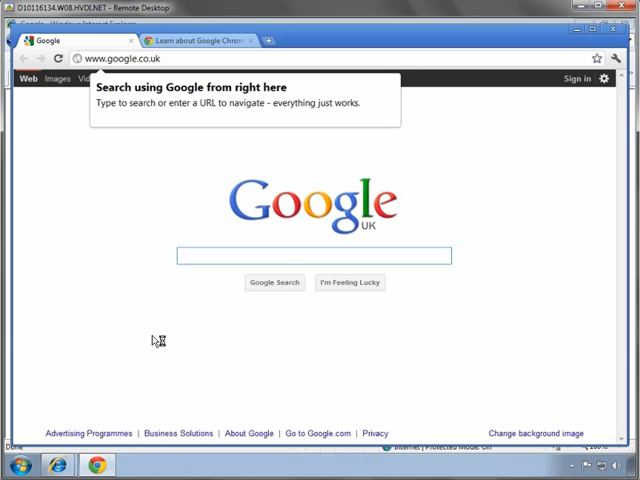 D10116134.W08.HVDI.NET - Remote Desktop
Google
Learn about Google Chrom
www.google.co.uk
Web Images Vid
Sign in
Search using Google from right here
Type to search or enter a URL to navigate - everything just works.
Google
UK
Google Search
I'm Feeling Lucky
Advertising Programmes
Business Solutions
About Google
Go to Google.com
Privacy
Change background image
Done
Internet | Protected Mode: On